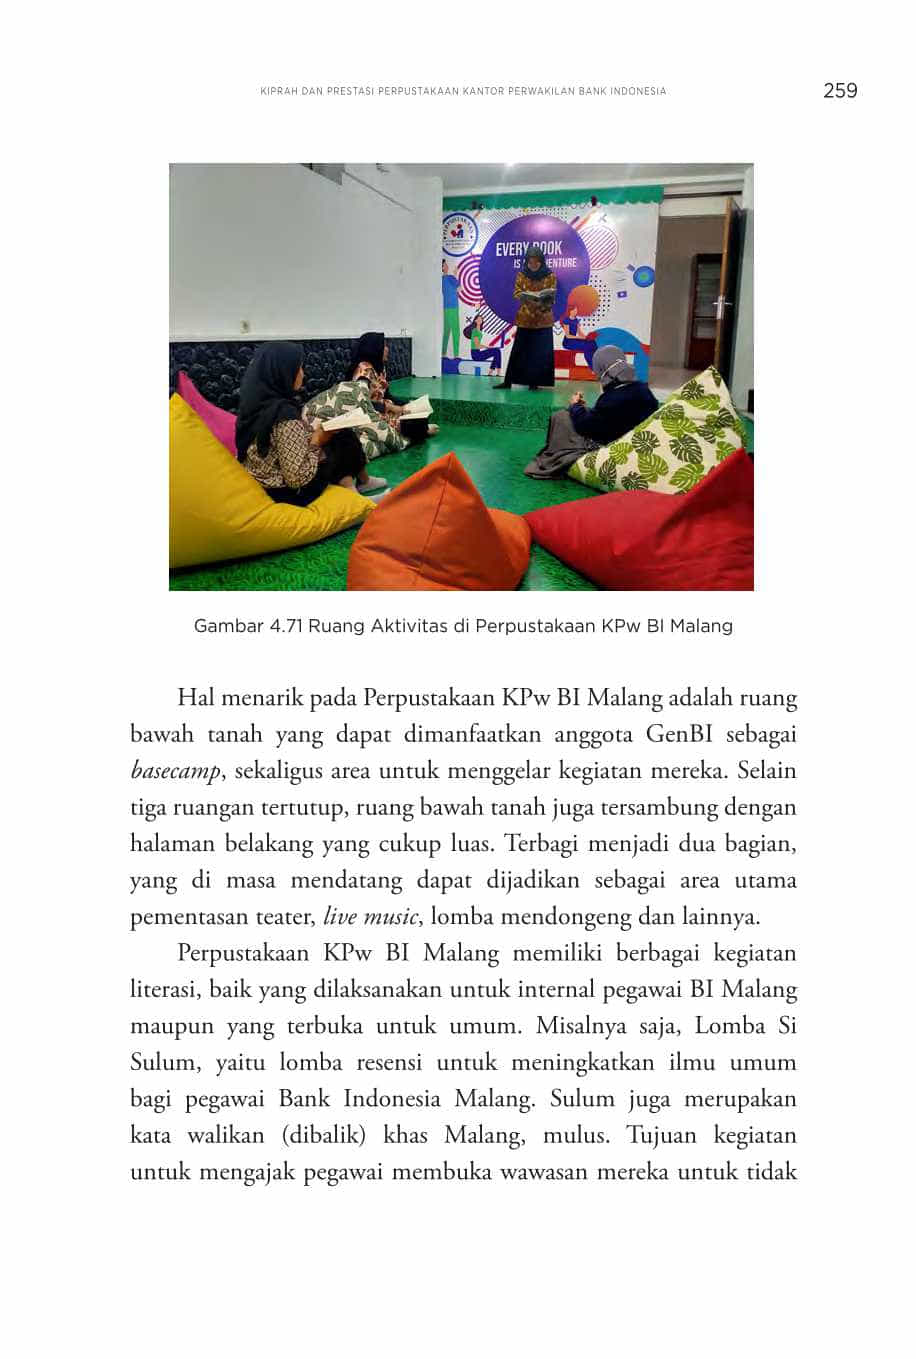 KIPRAH DAN PRESTASI PERPUSTAKAAN KANTOR PERWAKILAN BANK INDONESIA
259
PERPUSTAKAAN
EVERY BOOK
IS
VENTURE
Gambar 4.71 Ruang Aktivitas di Perpustakaan KPw BI Malang
Hal menarik pada Perpustakaan KPw BI Malang adalah ruang
bawah tanah yang dapat dimanfaatkan anggota GenBI sebagai
basecamp, sekaligus area untuk menggelar kegiatan mereka. Selain
tiga ruangan tertutup, ruang bawah tanah juga tersambung dengan
halaman belakang yang cukup luas. Terbagi menjadi dua bagian,
yang di masa mendatang dapat dijadikan sebagai area utama
pementasan teater, live music, lomba mendongeng dan lainnya.
Perpustakaan KPw BI Malang memiliki berbagai kegiatan
literasi, baik yang dilaksanakan untuk internal pegawai BI Malang
maupun yang terbuka untuk umum. Misalnya saja, Lomba Si
Sulum, yaitu lomba resensi untuk meningkatkan ilmu umum
bagi pegawai Bank Indonesia Malang. Sulum juga merupakan
kata walikan (dibalik) khas Malang, mulus. Tujuan kegiatan
untuk mengajak pegawai membuka wawasan mereka untuk tidak